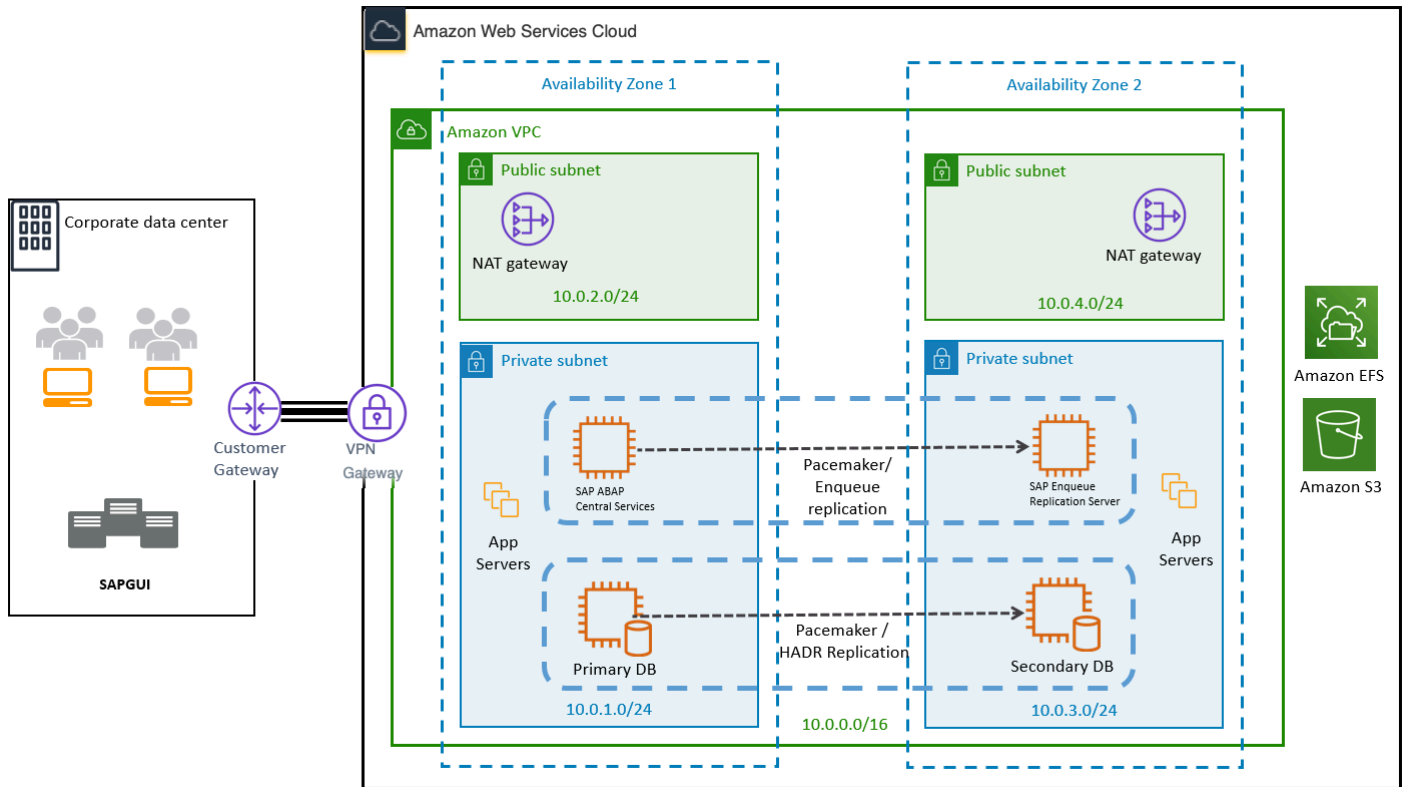 Amazon Web Services Cloud
Availability Zone 1
Availability Zone 2
Amazon VPC
Public subnet
NAT gateway
10.0.2.0/24
Public subnet
NAT gateway
10.0.4.0/24
Corporate data center
SAPGUI
Customer
Gateway
VPN
Gateway
Private subnet
SAP ABAP
Central Services
App
Servers
Primary DB
10.0.1.0/24
Pacemaker/
Enqueue
replication
Pacemaker /
HADR Replication
10.0.0.0/16
Private subnet
SAP Enqueue
Replication Server
App
Servers
Secondary DB
10.0.3.0/24
Amazon EFS
Amazon S3